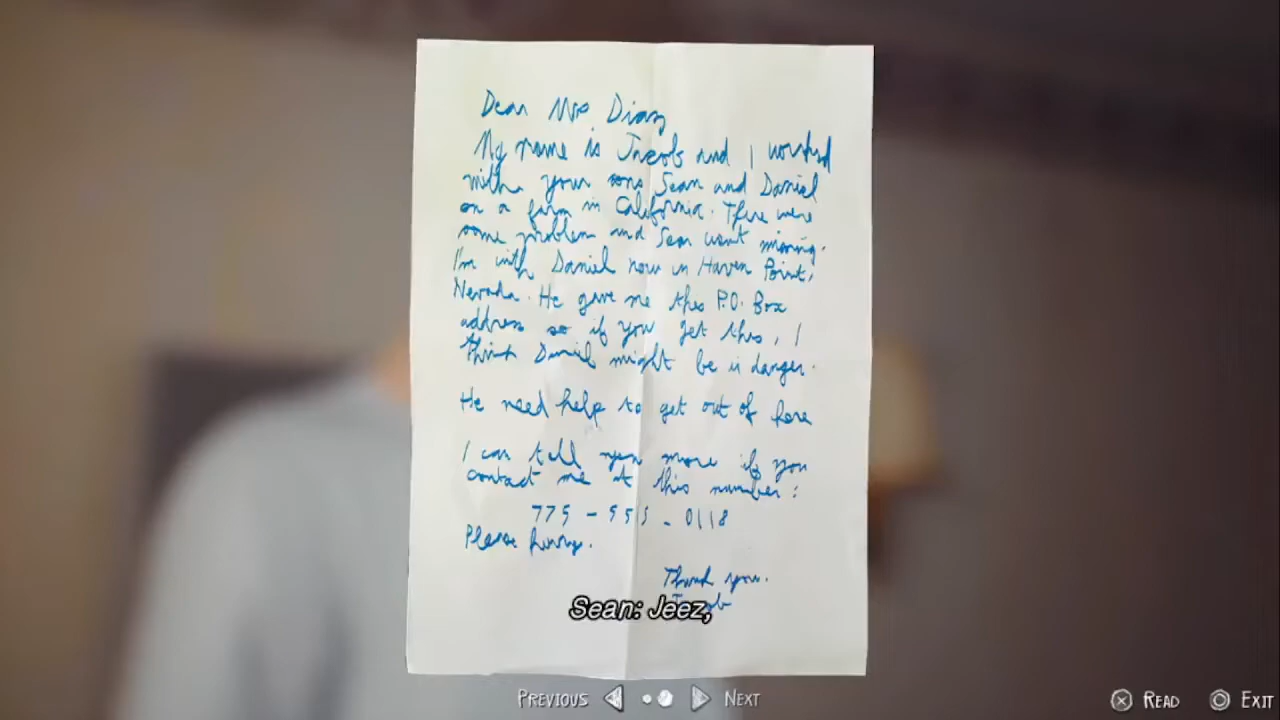 Dear Mrs Diaz
My name is Jacob and I worked
with your sons Sean and Daniel
on a farm in California. There were
some problem and Sean went missing.
I'm with Daniel now in Haven Point,
Nevada. He gave me this P.O. Box
address so if you get this, I
think Daniel might be in danger.
He need help to get out of here
I can tell you more if you
contact me at this number:
775-555-0118
Please hurry.
Thank you.
Jacob
Sean: Jeez,
PREVIOUS NEXT
READ EXIT